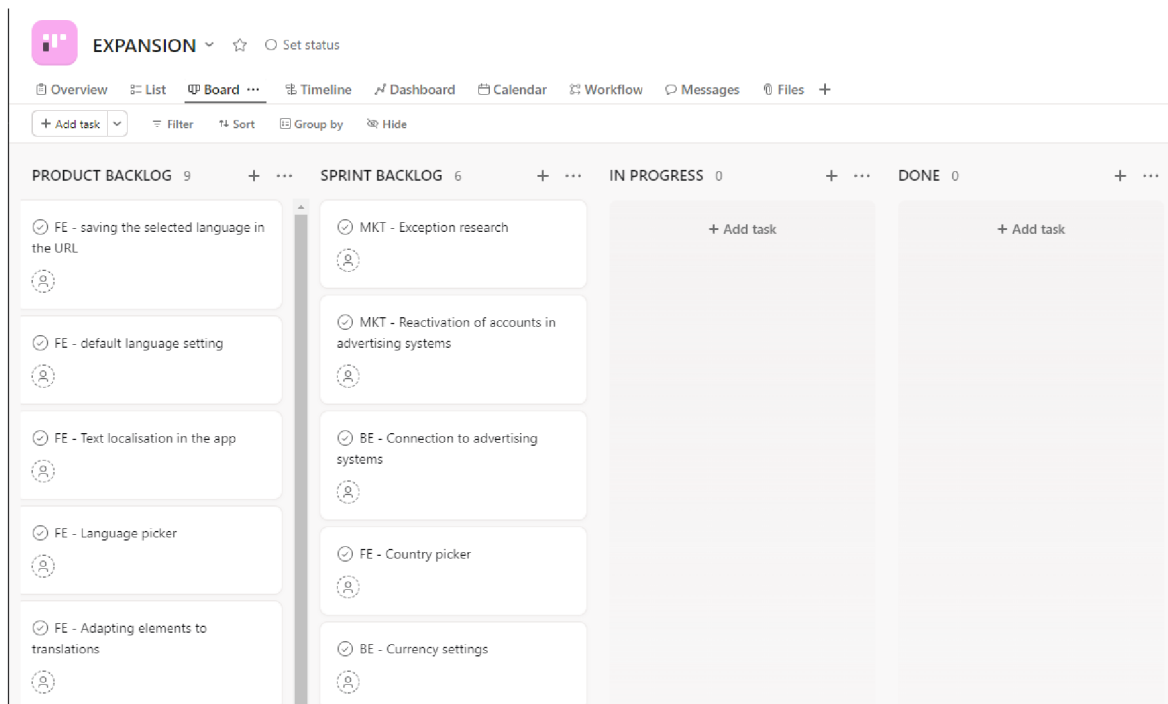 EXPANSION
Set status
Overview List Board ... Timeline Dashboard Calendar Workflow Messages Files +
+ Add task Filter Sort Group by Hide
PRODUCT BACKLOG 9 + ...
FE - saving the selected language in
the URL
FE - default language setting
FE - Text localisation in the app
FE - Language picker
FE - Adapting elements to
translations
SPRINT BACKLOG 6 + ...
MKT - Exception research
MKT - Reactivation of accounts in
advertising systems
BE - Connection to advertising
systems
FE - Country picker
BE - Currency settings
IN PROGRESS 0 + ...
+ Add task
DONE 0 + ...
+ Add task